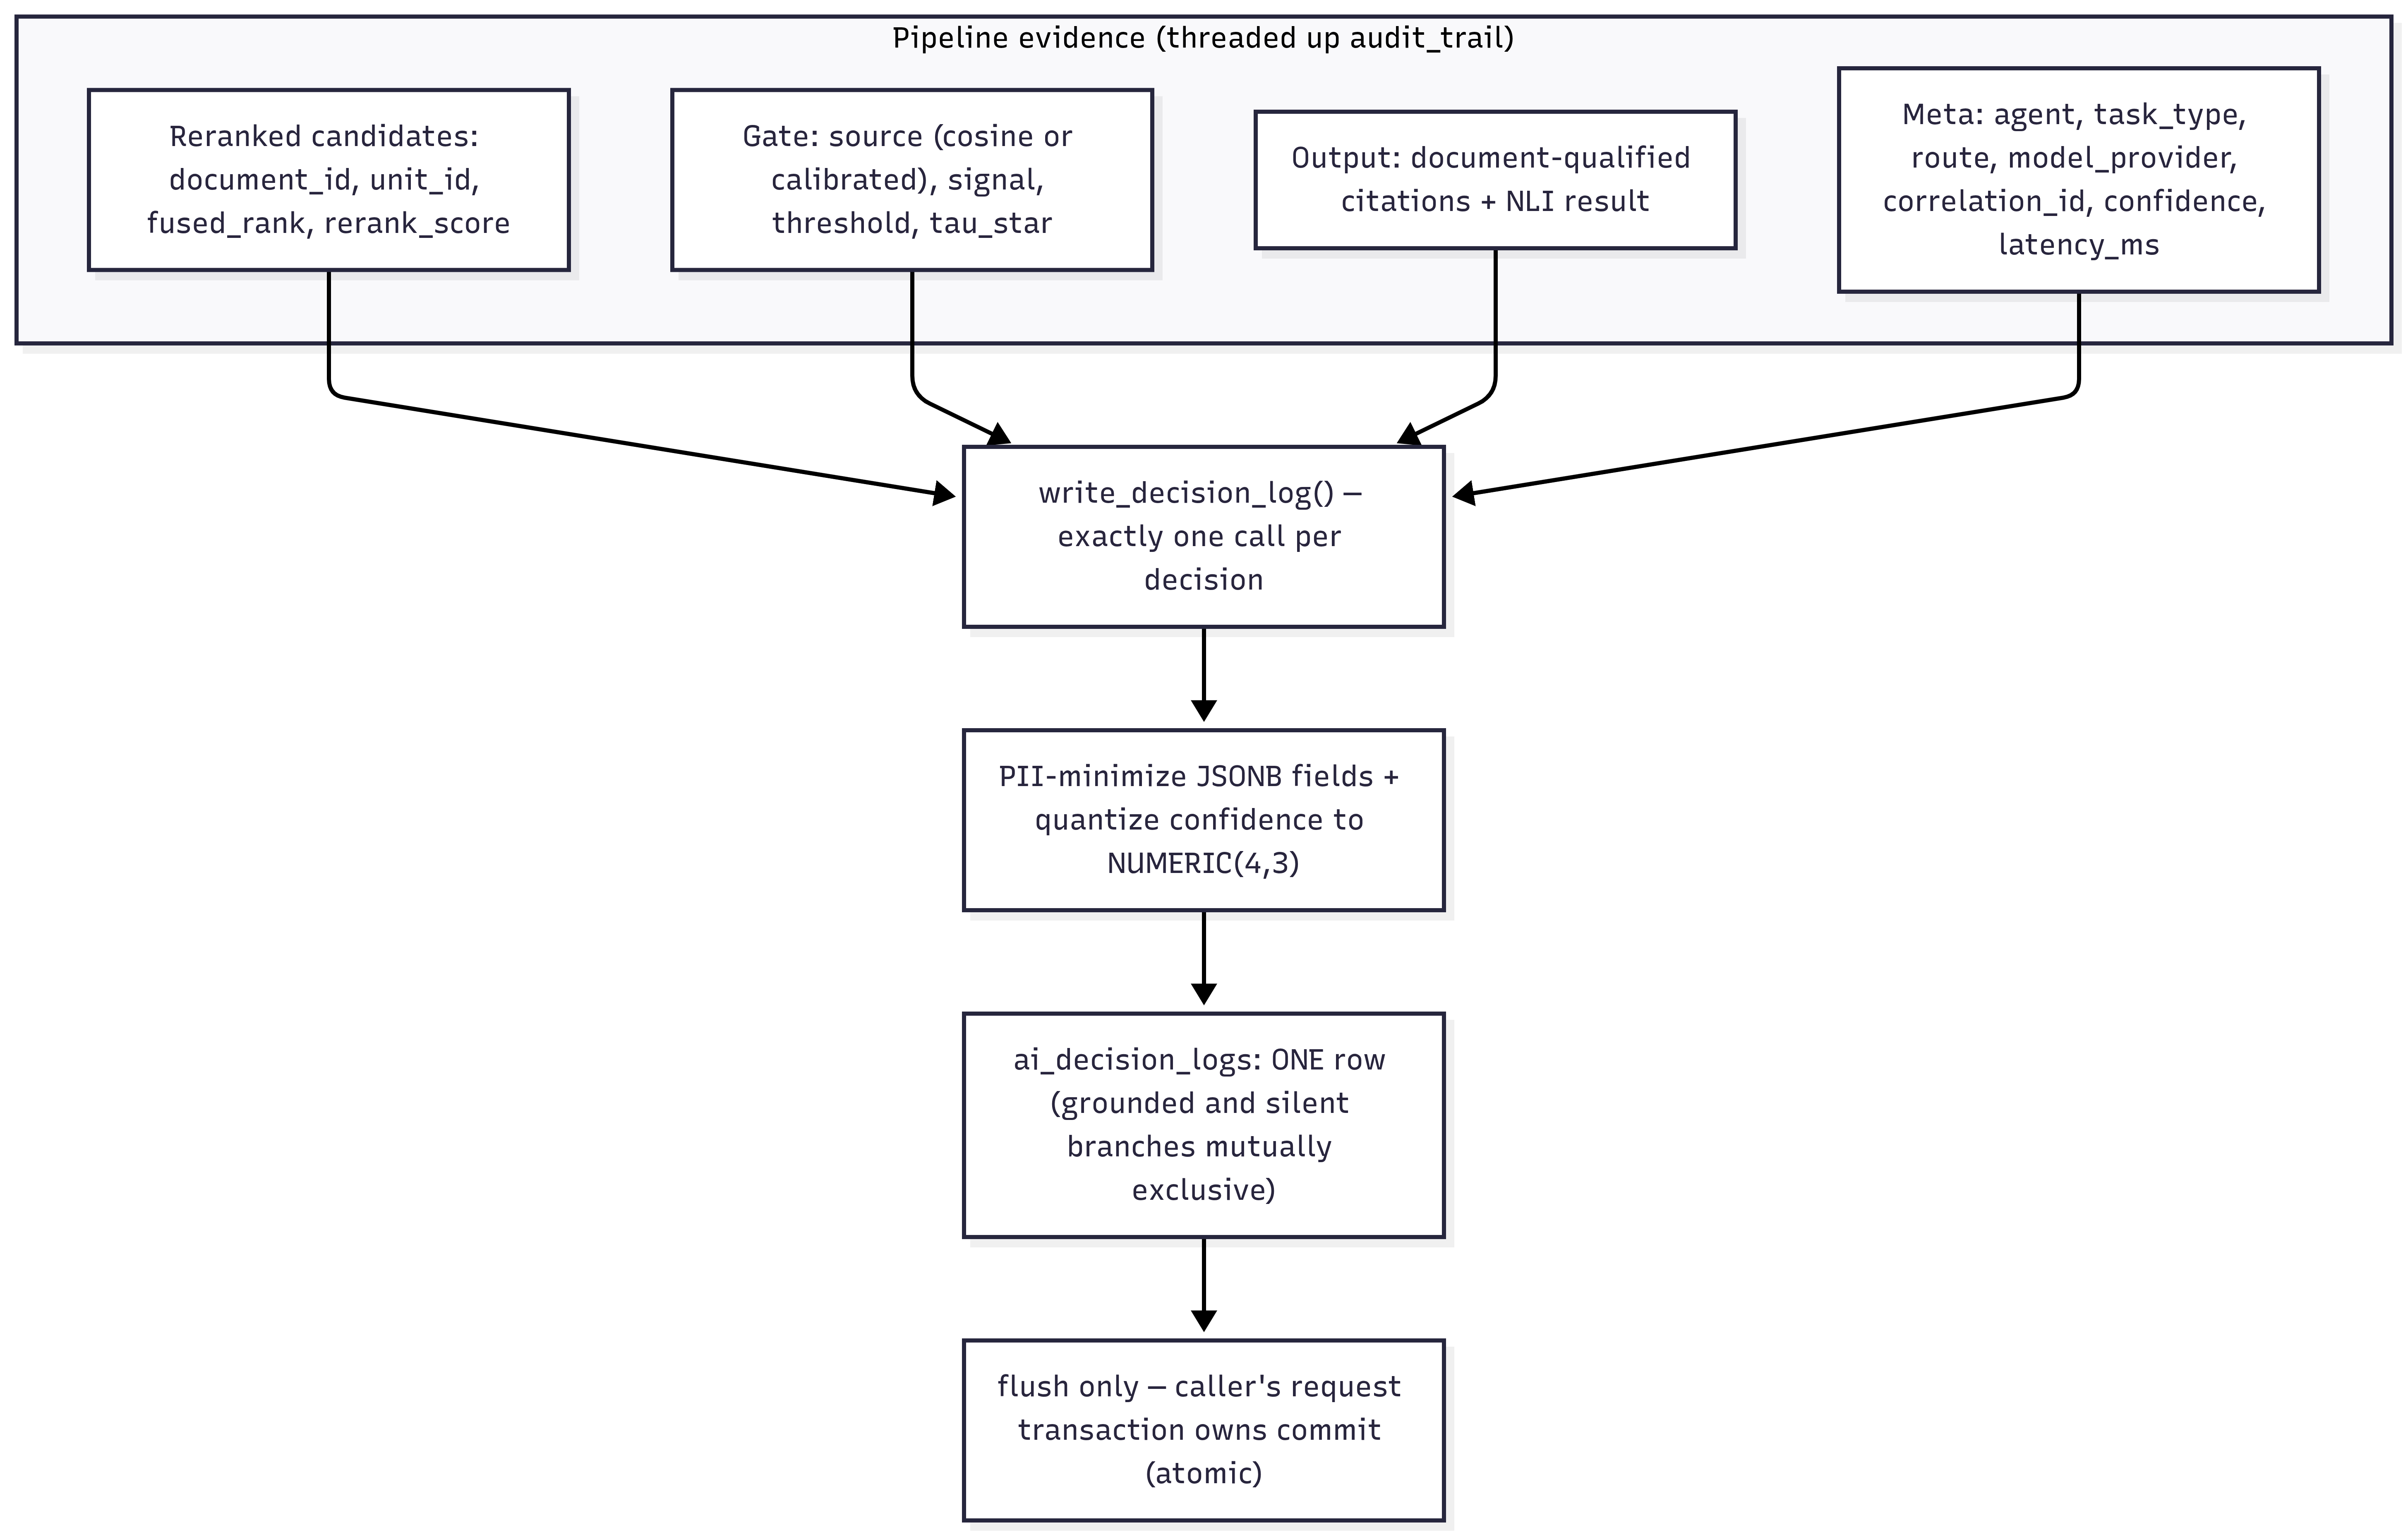 Pipeline evidence (threaded up audit_trail)
Reranked candidates:
document_id, unit_id,
fused_rank, rerank_score
Gate: source (cosine or
calibrated), signal,
threshold, tau_star
Output: document-qualified
citations + NLI result
Meta: agent, task_type,
route, model_provider,
correlation_id, confidence,
latency_ms
write_decision_log() —
exactly one call per
decision
PII-minimize JSONB fields +
quantize confidence to
NUMERIC(4,3)
ai_decision_logs: ONE row
(grounded and silent
branches mutually
exclusive)
flush only — caller's request
transaction owns commit
(atomic)